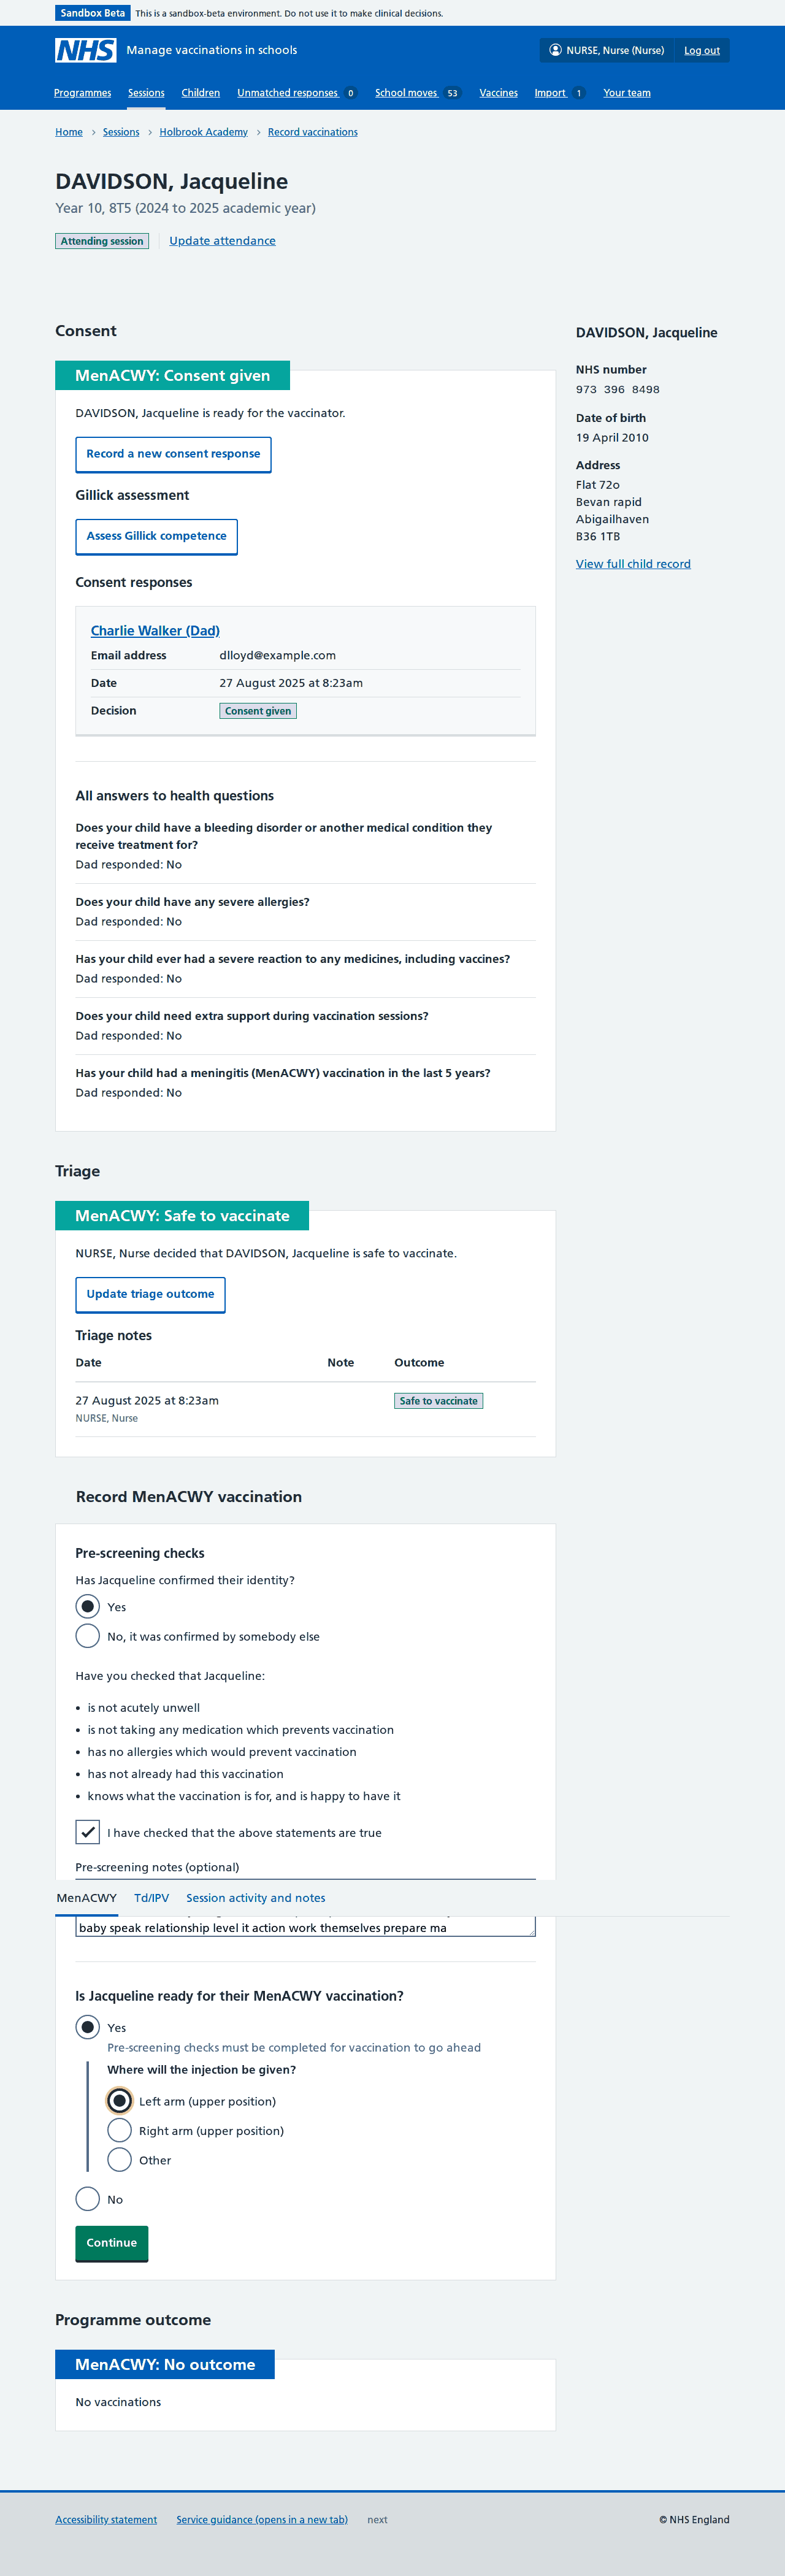 Sandbox Beta This is a sandbox-beta environment. Do not use it to make clinical decisions.
NHS Manage vaccinations in schools NURSE, Nurse (Nurse) Log out
Programmes Sessions Children Unmatched responses 0 School moves 53 Vaccines Import 1 Your team
Home Sessions Holbrook Academy Record vaccinations
DAVIDSON, Jacqueline
Year 10, 8T5 (2024 to 2025 academic year)
Attending session Update attendance
Consent
MenACWY: Consent given
DAVIDSON, Jacqueline is ready for the vaccinator.
Record a new consent response
Gillick assessment
Assess Gillick competence
Consent responses
Charlie Walker (Dad)
Email address dlloyd@example.com
Date 27 August 2025 at 8:23am
Decision Consent given
All answers to health questions
Does your child have a bleeding disorder or another medical condition they
receive treatment for?
Dad responded: No
Does your child have any severe allergies?
Dad responded: No
Has your child ever had a severe reaction to any medicines, including vaccines?
Dad responded: No
Does your child need extra support during vaccination sessions?
Dad responded: No
Has your child had a meningitis (MenACWY) vaccination in the last 5 years?
Dad responded: No
DAVIDSON, Jacqueline
NHS number
973 396 8498
Date of birth
19 April 2010
Address
Flat 72o
Bevan rapid
Abigailhaven
B36 1TB
View full child record
Triage
MenACWY: Safe to vaccinate
NURSE, Nurse decided that DAVIDSON, Jacqueline is safe to vaccinate.
Update triage outcome
Triage notes
Date Note Outcome
27 August 2025 at 8:23am Safe to vaccinate
NURSE, Nurse
Record MenACWY vaccination
Pre-screening checks
Has Jacqueline confirmed their identity?
Yes
No, it was confirmed by somebody else
Have you checked that Jacqueline:
• is not acutely unwell
• is not taking any medication which prevents vaccination
• has no allergies which would prevent vaccination
• has not already had this vaccination
• knows what the vaccination is for, and is happy to have it
I have checked that the above statements are true
Pre-screening notes (optional)
MenACWY Td/IPV Session activity and notes
baby speak relationship level it action work themselves prepare ma
Is Jacqueline ready for their MenACWY vaccination?
Yes
Pre-screening checks must be completed for vaccination to go ahead
Where will the injection be given?
Left arm (upper position)
Right arm (upper position)
Other
No
Continue
Programme outcome
MenACWY: No outcome
No vaccinations
Accessibility statement Service guidance (opens in a new tab) next © NHS England